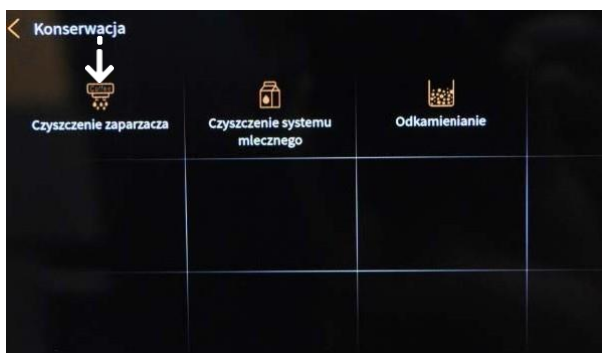 Konserwacja
Czyszczenie zaparzacza
Czyszczenie systemu
mlecznego
Odkamienianie